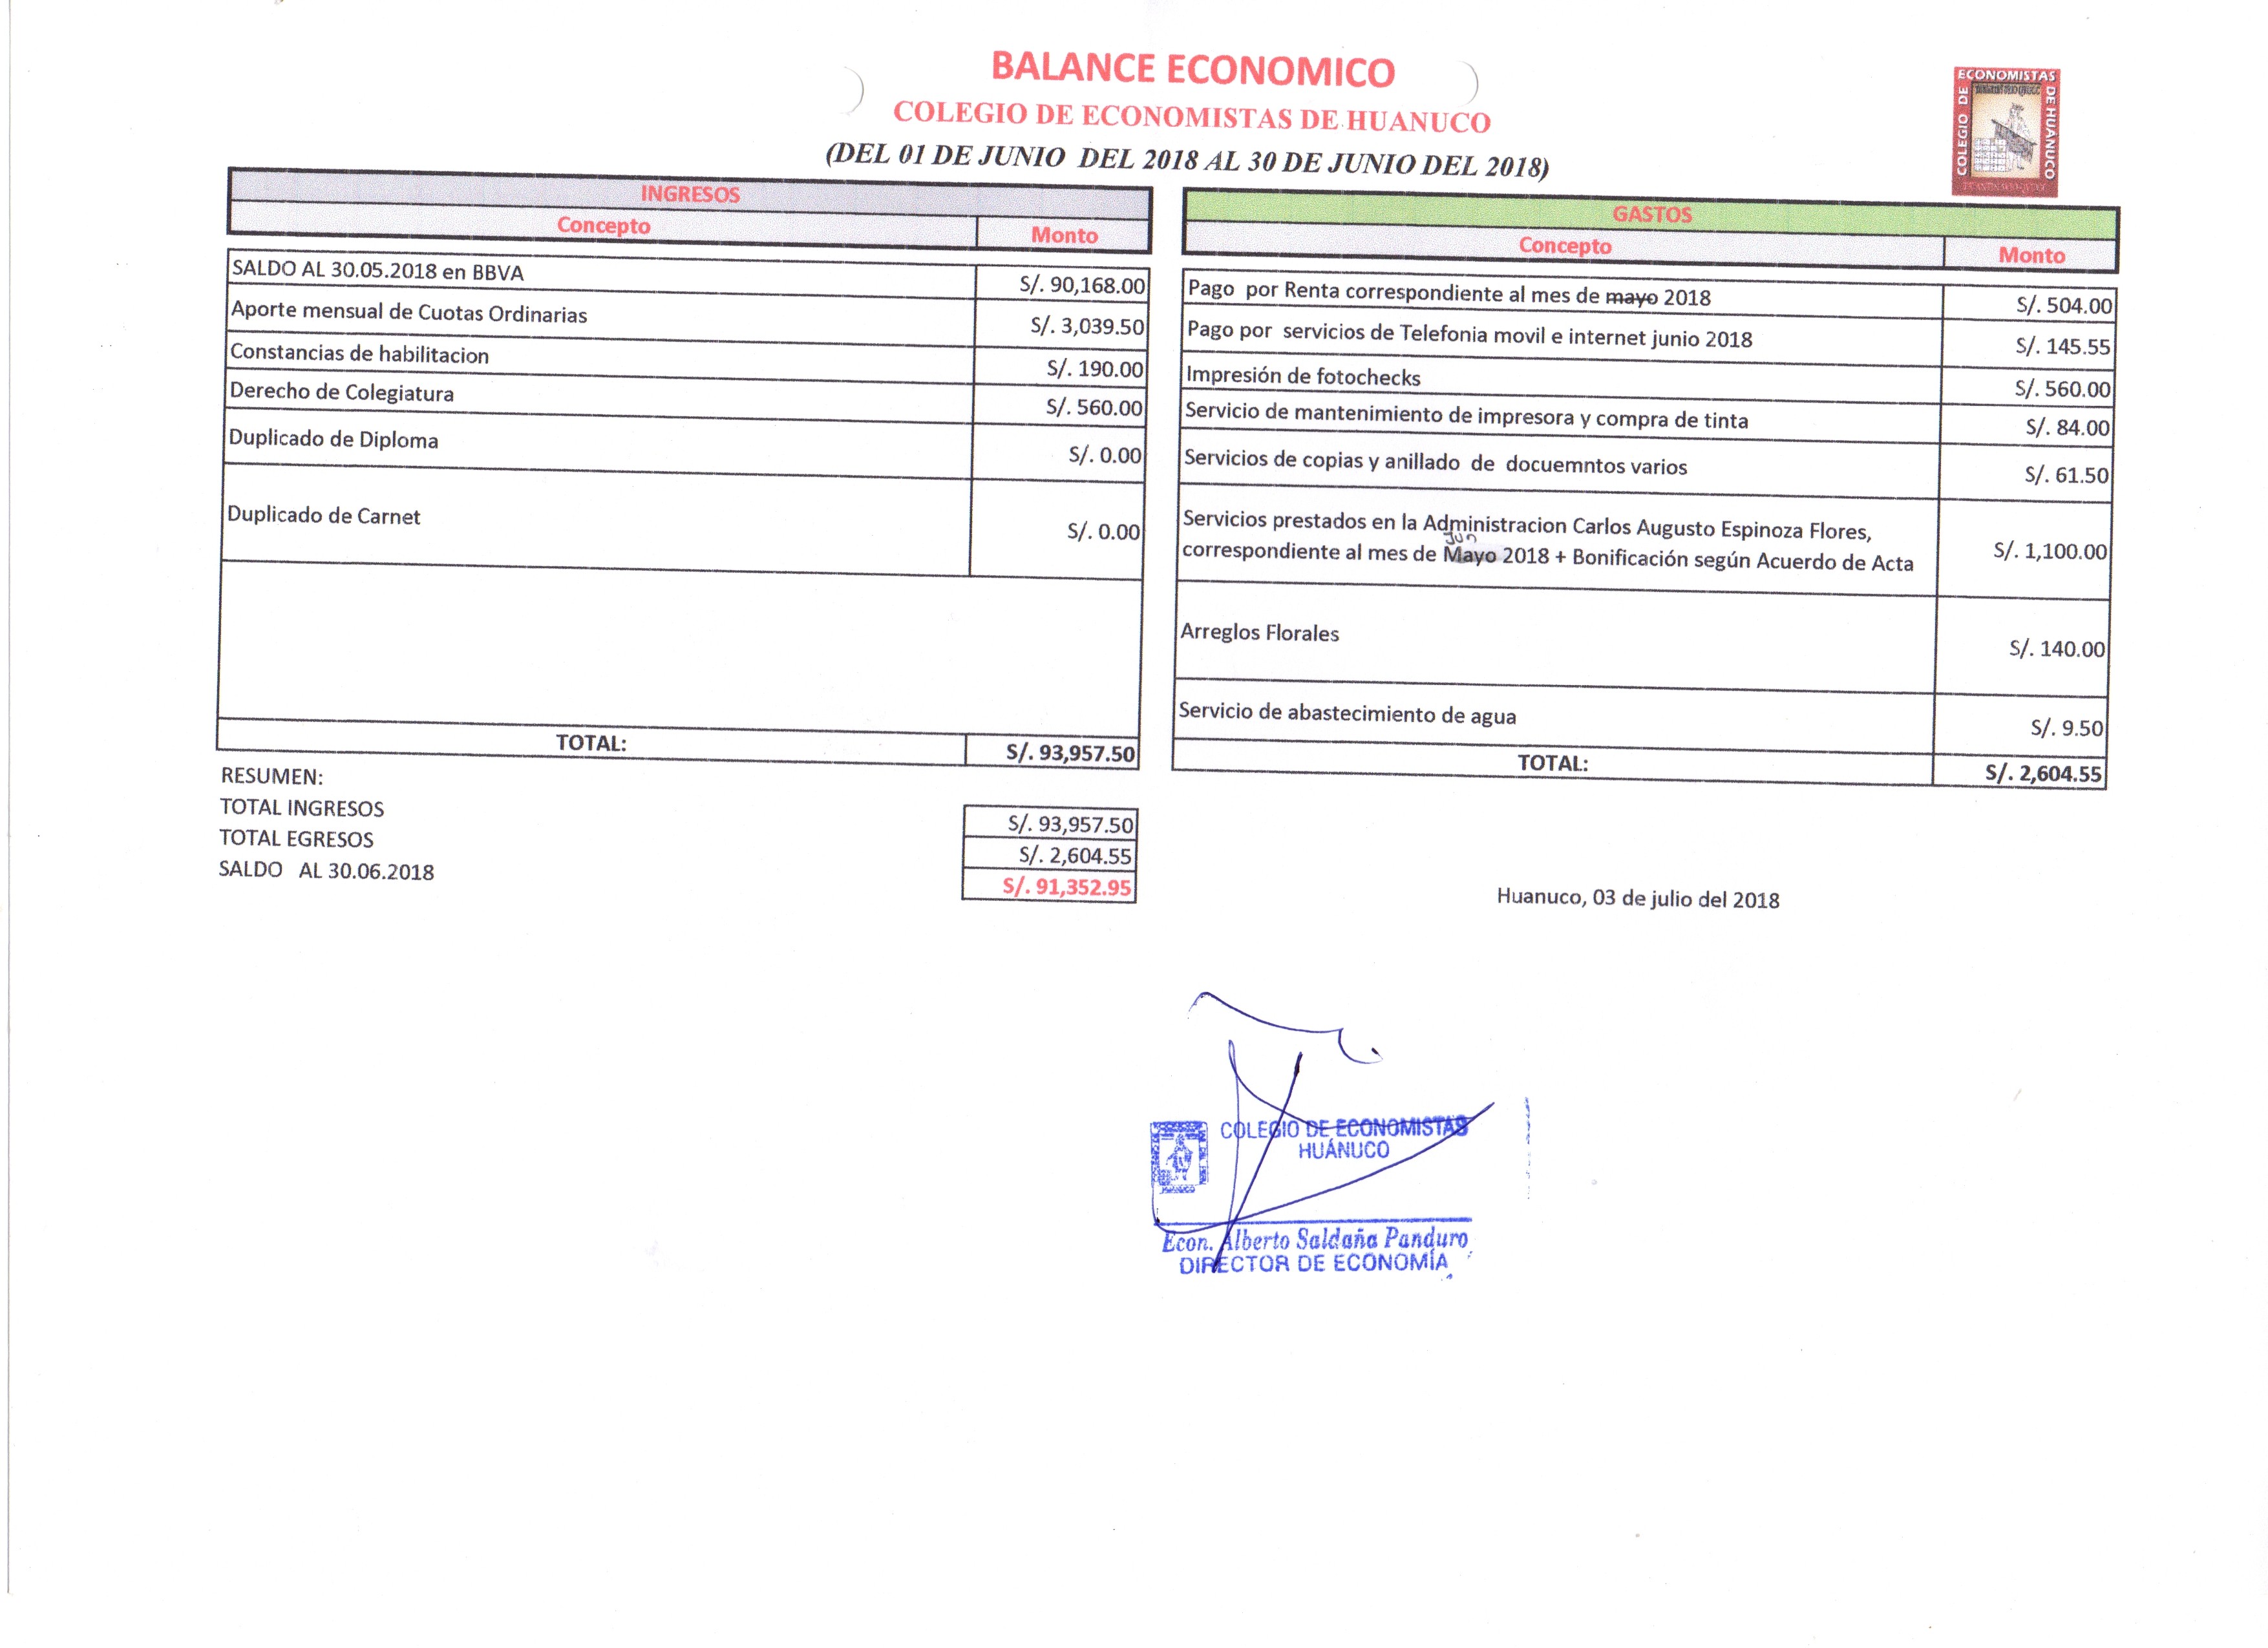 BALANCE ECONOMICO
COLEGIO DE ECONOMISTAS DE HUANUCO
(DEL 01 DE JUNIO DEL 2018 AL 30 DE JUNIO DEL 2018)
ECONOMISTAS
COLEGIO DE
DE HUANUCO
INGRESOS
Concepto Monto
SALDO AL 30.05.2018 en BBVA S/. 90,168.00
Aporte mensual de Cuotas Ordinarias S/. 3,039.50
Constancias de habilitacion S/. 190.00
Derecho de Colegiatura S/. 560.00
Duplicado de Diploma S/. 0.00
Duplicado de Carnet S/. 0.00
TOTAL: S/. 93,957.50
GASTOS
Concepto Monto
Pago por Renta correspondiente al mes de mayo 2018 S/. 504.00
Pago por servicios de Telefonia movil e internet junio 2018 S/. 145.55
Impresión de fotochecks S/. 560.00
Servicio de mantenimiento de impresora y compra de tinta S/. 84.00
Servicios de copias y anillado de docuemntos varios S/. 61.50
Servicios prestados en la Administracion Carlos Augusto Espinoza Flores,
Jun
correspondiente al mes de Mayo 2018 + Bonificación según Acuerdo de Acta S/. 1,100.00
Arreglos Florales S/. 140.00
Servicio de abastecimiento de agua S/. 9.50
TOTAL: S/. 2,604.55
RESUMEN:
TOTAL INGRESOS S/. 93,957.50
TOTAL EGRESOS S/. 2,604.55
SALDO AL 30.06.2018 S/. 91,352.95
Huanuco, 03 de julio del 2018
COLEGIO DE ECONOMISTAS
HUÁNUCO
Econ. Alberto Saldaña Panduro
DIRECTOR DE ECONOMÍA